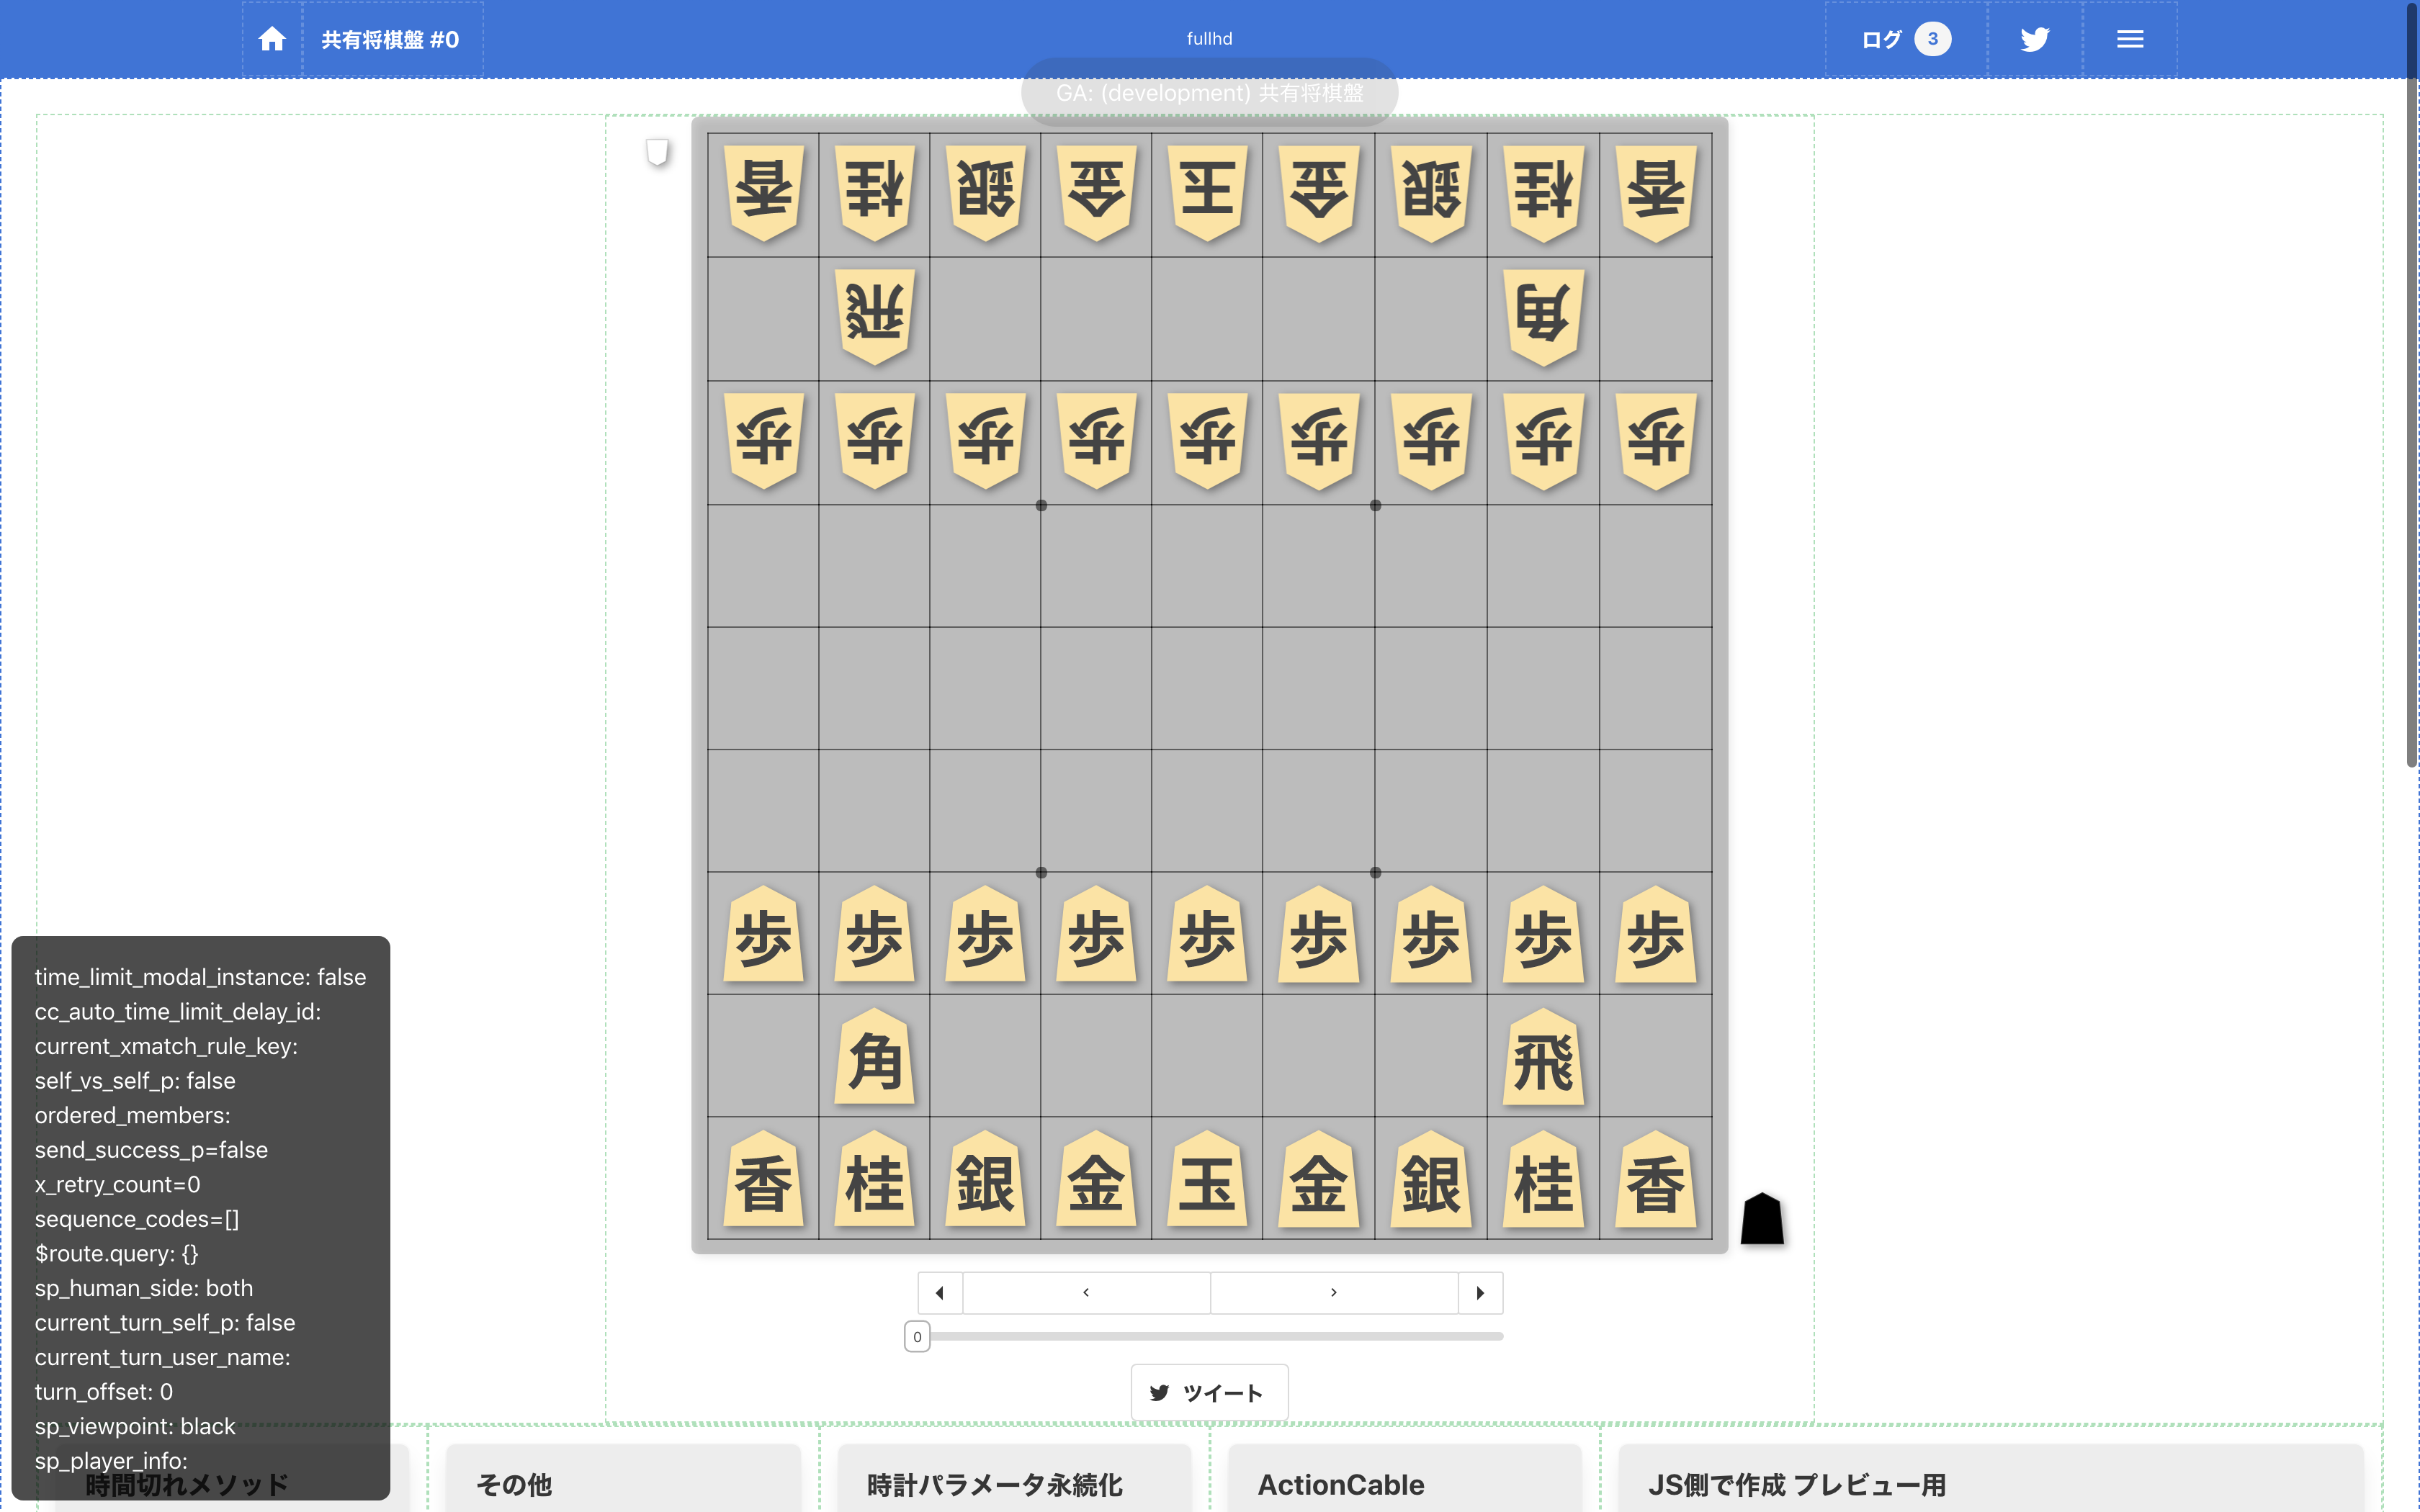 共有将棋盤 #0
fullhd
ログ 3
GA: (development) 共有将棋盤
香 桂 銀 金 玉 金 銀 桂 香
飛 角
歩 歩 歩 歩 歩 歩 歩 歩 歩
歩 歩 歩 歩 歩 歩 歩 歩 歩
角 飛
香 桂 銀 金 玉 金 銀 桂 香
0
ツイート
time_limit_modal_instance: false
cc_auto_time_limit_delay_id:
current_xmatch_rule_key:
self_vs_self_p: false
ordered_members:
send_success_p=false
x_retry_count=0
sequence_codes=[]
$route.query: {}
sp_human_side: both
current_turn_self_p: false
current_turn_user_name:
turn_offset: 0
sp_viewpoint: black
sp_player_info:
時間切れメソッド
その他
時計パラメータ永続化
ActionCable
JS側で作成 プレビュー用